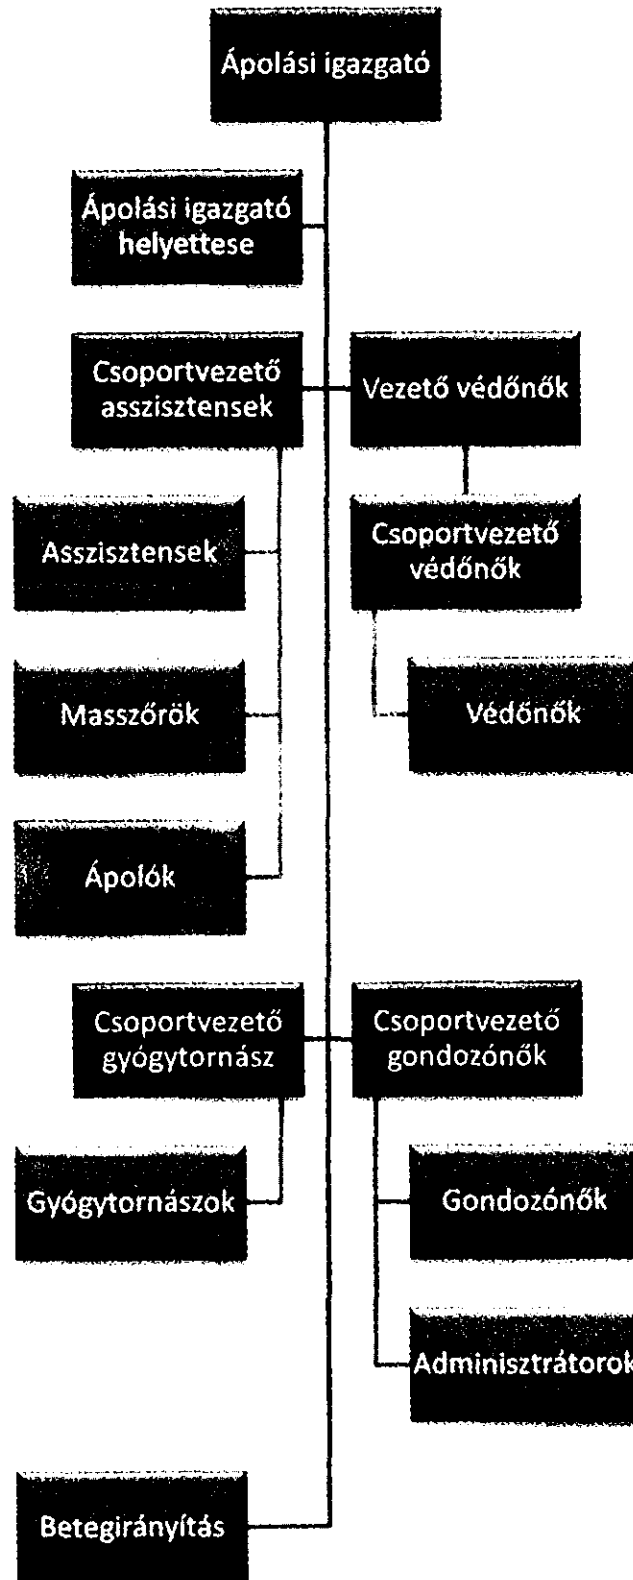 Ápolási igazgató
Ápolási igazgató
helyettese
Csoportvezető
asszisztensek
Vezető védőnők
Asszisztensek
Csoportvezető
védőnők
Masszőrök
Védőnők
Ápolók
Csoportvezető
gyógytornász
Csoportvezető
gondozónők
Gyógytornászok
Gondozónők
Adminisztrátorok
Betegirányítás